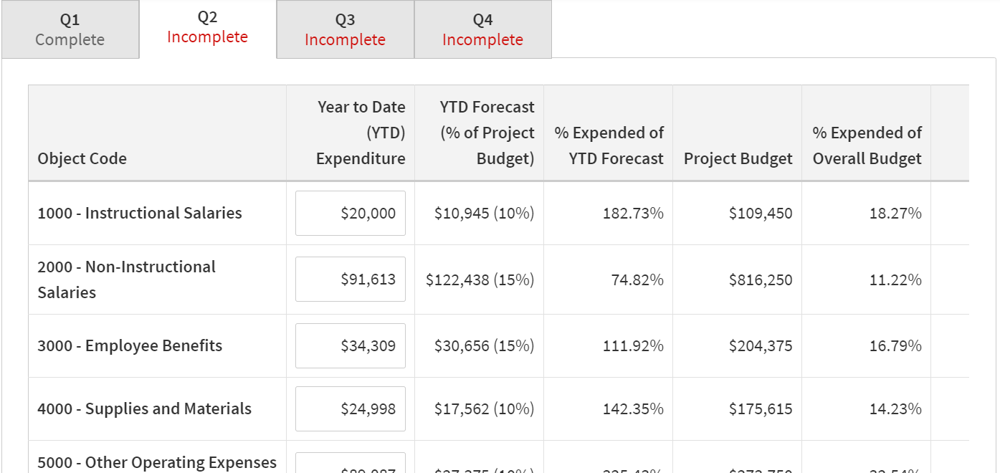 Q1
Complete
Q2
Incomplete
Q3
Incomplete
Q4
Incomplete
Object Code
Year to Date
(YTD)
Expenditure
YTD Forecast
(% of Project
Budget)
% Expended of
YTD Forecast
Project Budget
% Expended of
Overall Budget
1000 - Instructional Salaries $20,000 $10,945 (10%) 182.73% $109,450 18.27%
2000 - Non-Instructional
Salaries
$91,613 $122,438 (15%) 74.82% $816,250 11.22%
3000 - Employee Benefits $34,309 $30,656 (15%) 111.92% $204,375 16.79%
4000 - Supplies and Materials $24,998 $17,562 (10%) 142.35% $175,615 14.23%
5000 - Other Operating Expenses